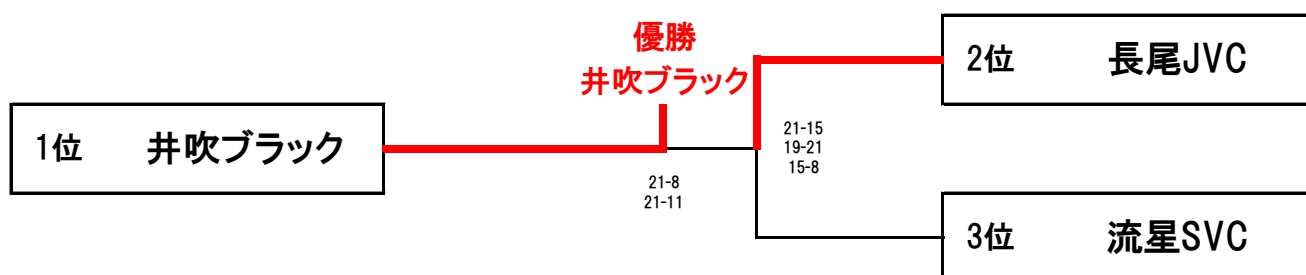 優勝
井吹ブラック
1位 井吹ブラック
21-8
21-11
2位 長尾JVC
21-15
19-21
15-8
3位 流星SVC